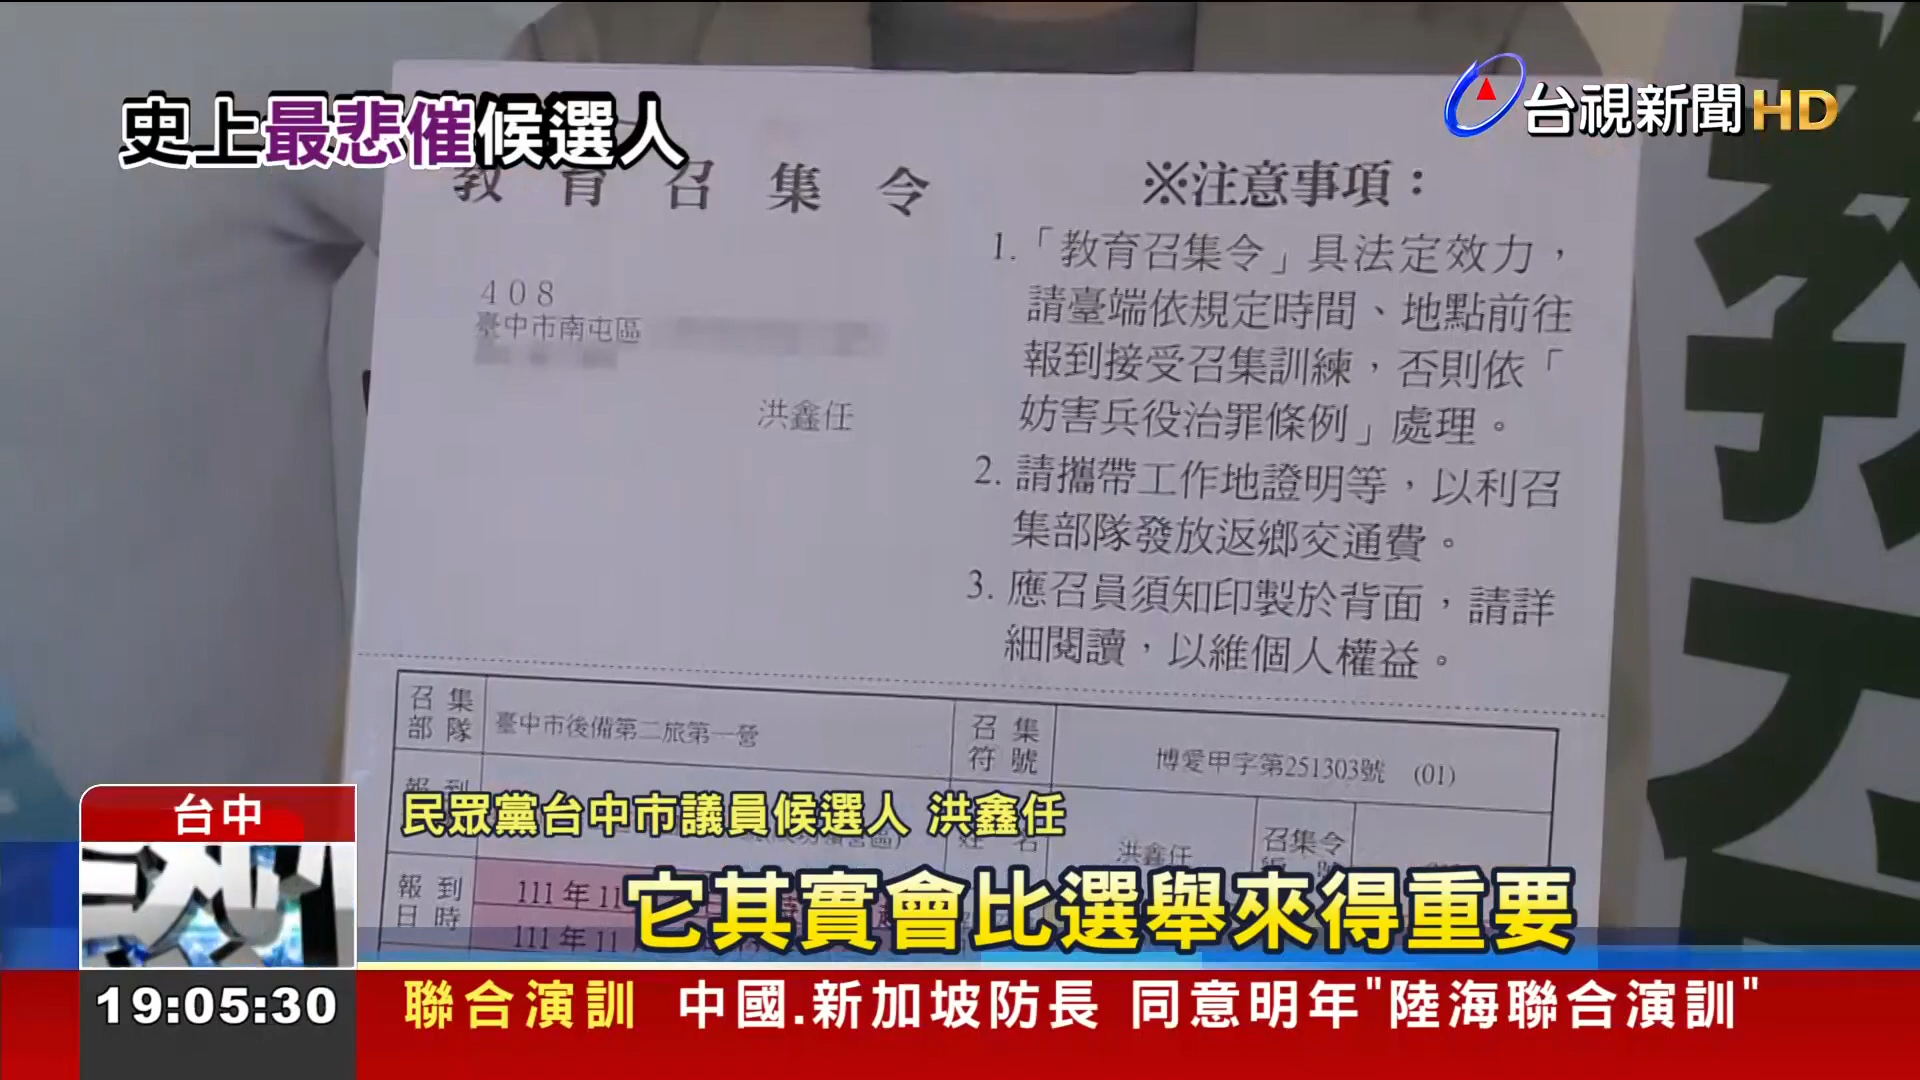 史上最悲催候選人
台視新聞HD
教育召集令
408
臺中市南屯區
洪鑫任
※注意事項：
1.「教育召集令」具法定效力，
請臺端依規定時間、地點前往
報到接受召集訓練，否則依「
妨害兵役治罪條例」處理。
2. 請攜帶工作地證明等，以利召
集部隊發放返鄉交通費。
3. 應召員須知印製於背面，請詳
細閱讀，以維個人權益。
召集部隊
臺中市後備第二旅第一營
召集符號
博愛甲字第251303號 (01)
報到
姓名
洪鑫任
召集令
報到日時
111年11
111年11
台中
民眾黨台中市議員候選人 洪鑫任
它其實會比選舉來得重要
19:05:30
聯合演訓 中國.新加坡防長 同意明年"陸海聯合演訓"